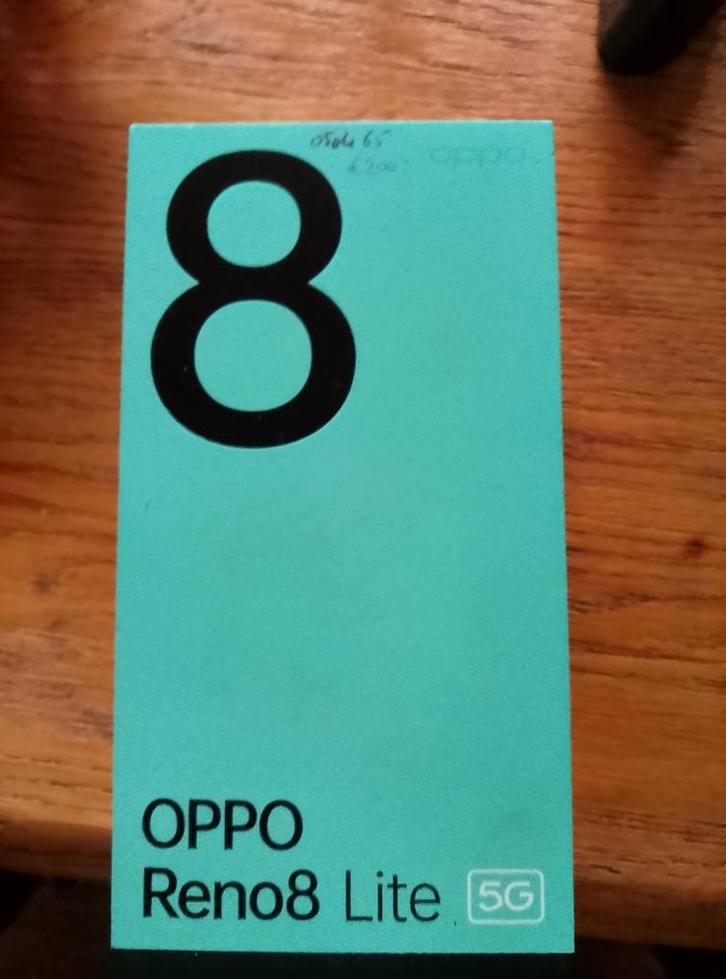 8
oppo
€200
OPPO
Reno8 Lite 5G